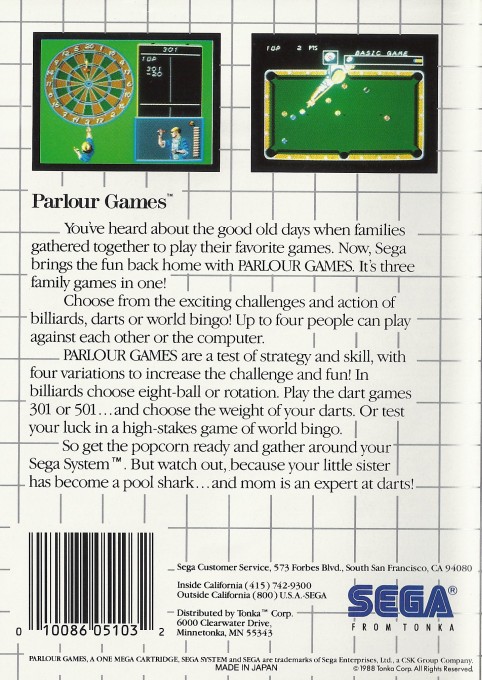 301
1UP
301
-20
1UP 2 MS BASIC GAME
Parlour Games™
You've heard about the good old days when families
gathered together to play their favorite games. Now, Sega
brings the fun back home with PARLOUR GAMES. It's three
family games in one!
Choose from the exciting challenges and action of
billiards, darts or world bingo! Up to four people can play
against each other or the computer.
PARLOUR GAMES are a test of strategy and skill, with
four variations to increase the challenge and fun! In
billiards choose eight-ball or rotation. Play the dart games
301 or 501...and choose the weight of your darts. Or test
your luck in a high-stakes game of world bingo.
So get the popcorn ready and gather around your
Sega System™. But watch out, because your little sister
has become a pool shark...and mom is an expert at darts!
Sega Customer Service, 573 Forbes Blvd., South San Francisco, CA 94080
Inside California (415) 742-9300
Outside California (800) U.S.A.-SEGA
Distributed by Tonka™ Corp.
6000 Clearwater Drive,
Minnetonka, MN 55343
SEGA®
FROM TONKA
0 10086 05103 2
PARLOUR GAMES, A ONE MEGA CARTRIDGE, SEGA SYSTEM and SEGA are trademarks of Sega Enterprises, Ltd., a CSK Group Company.
MADE IN JAPAN
© 1988 Tonka Corp. All Rights Reserved.